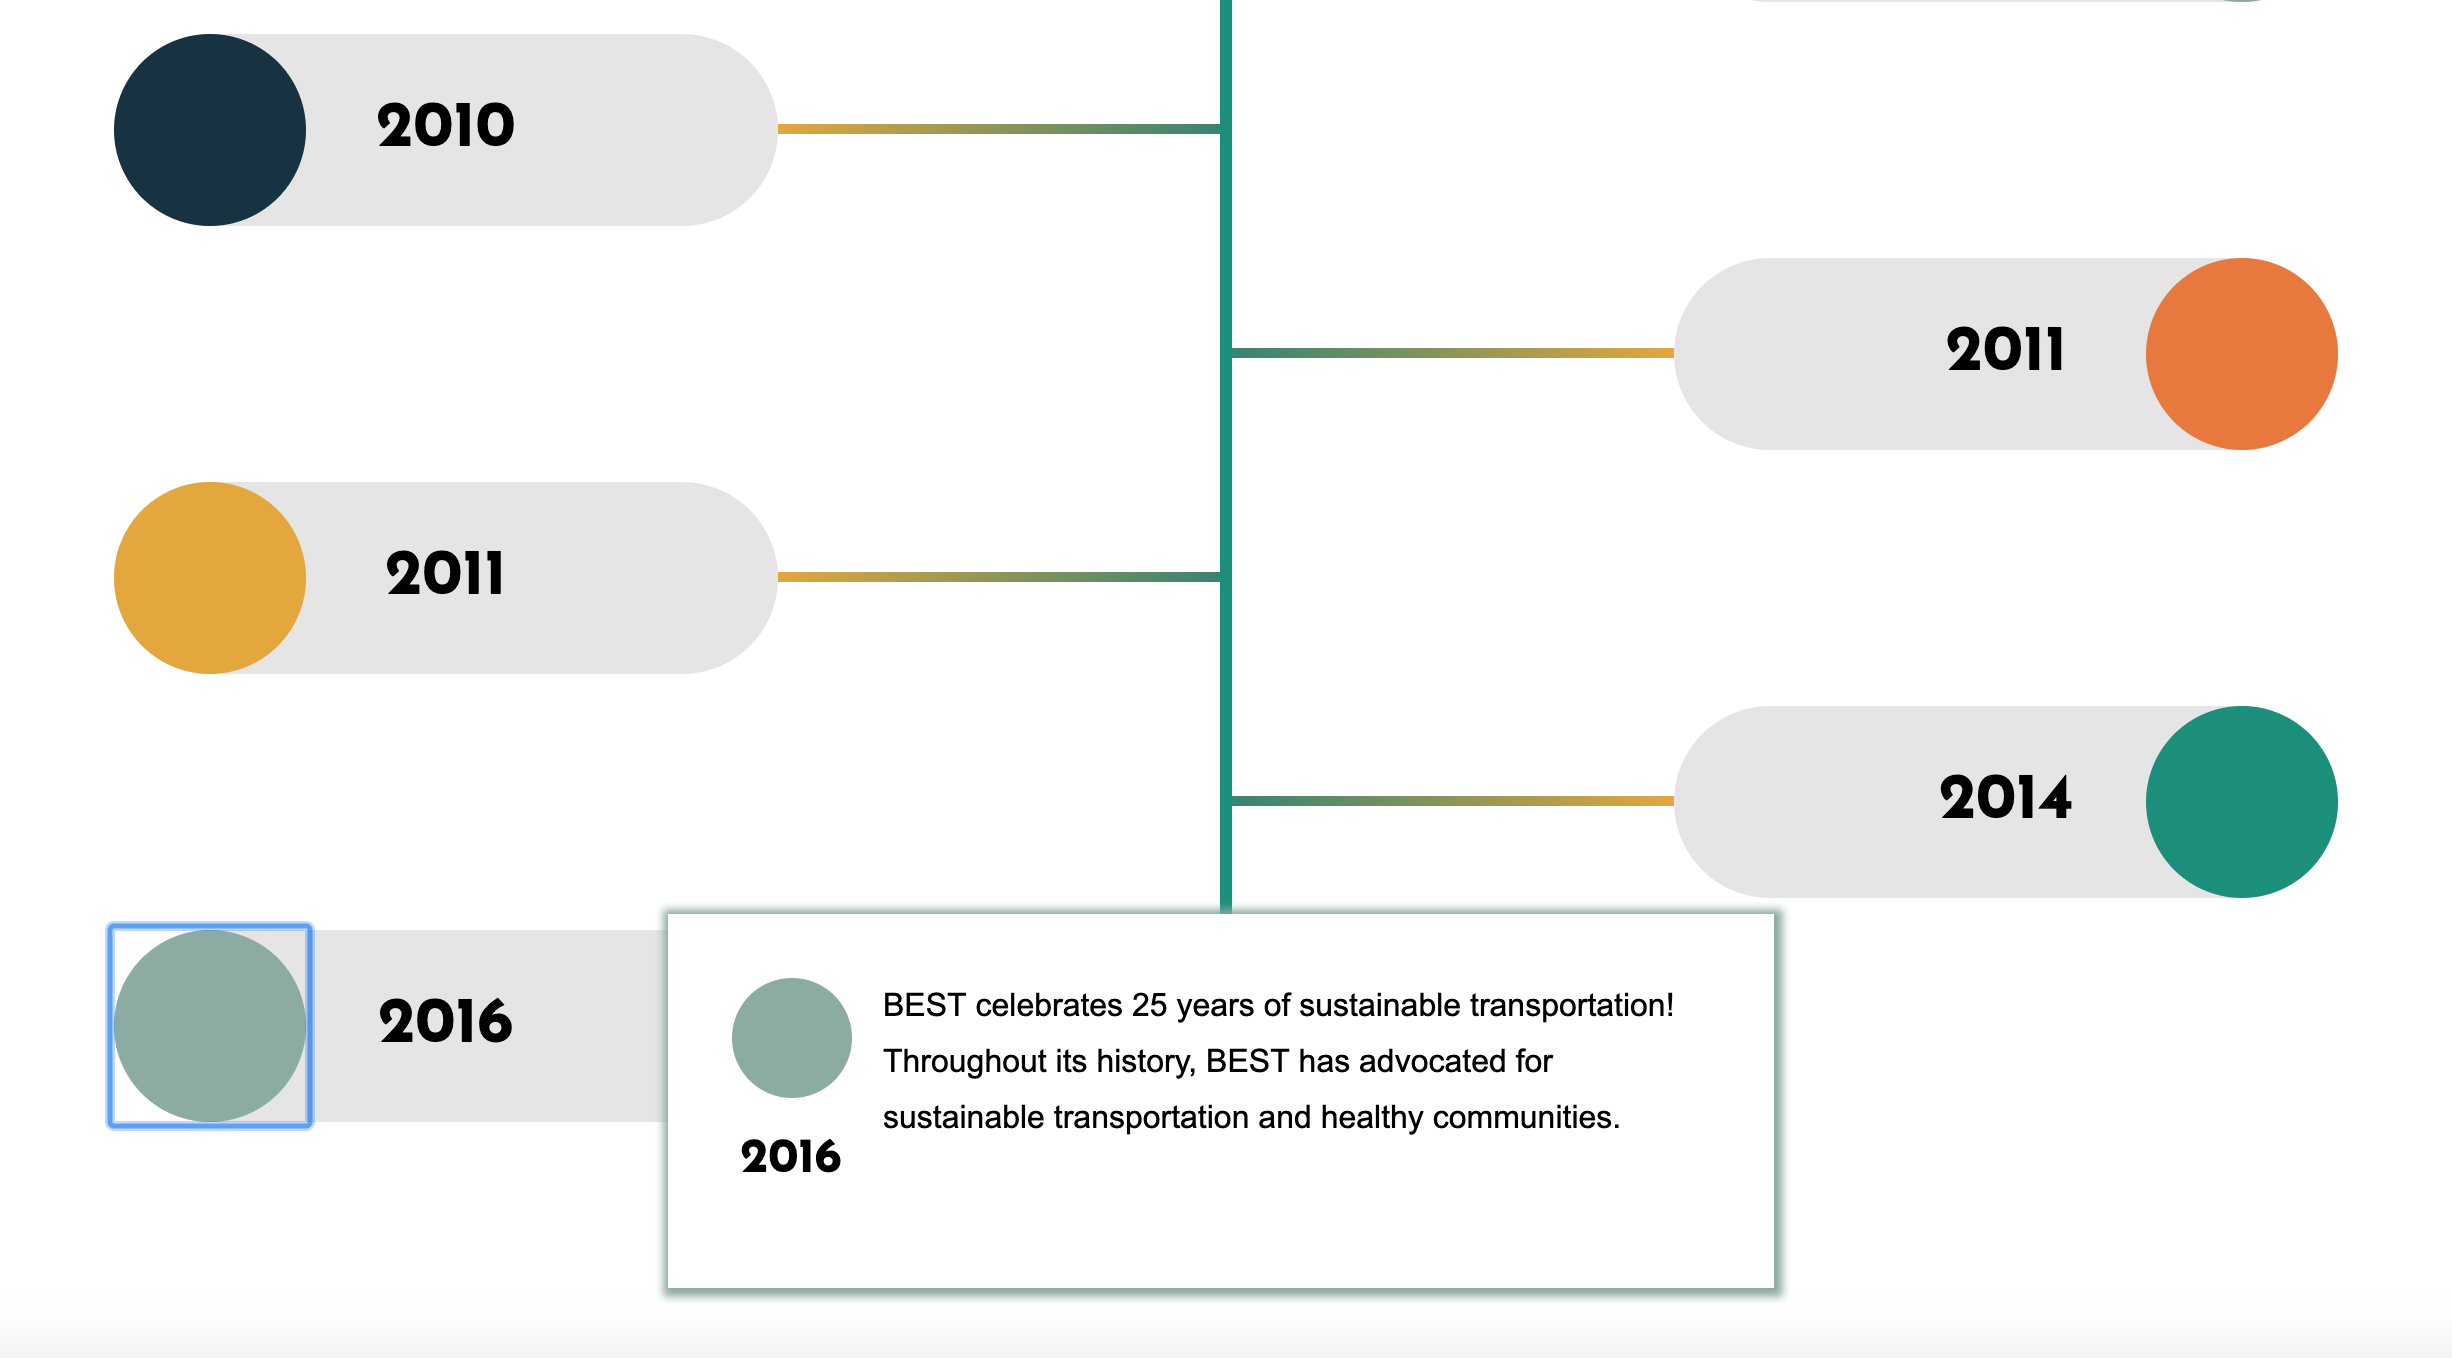 2010
2011
2011
2014
2016
BEST celebrates 25 years of sustainable transportation!
Throughout its history, BEST has advocated for
sustainable transportation and healthy communities.
2016